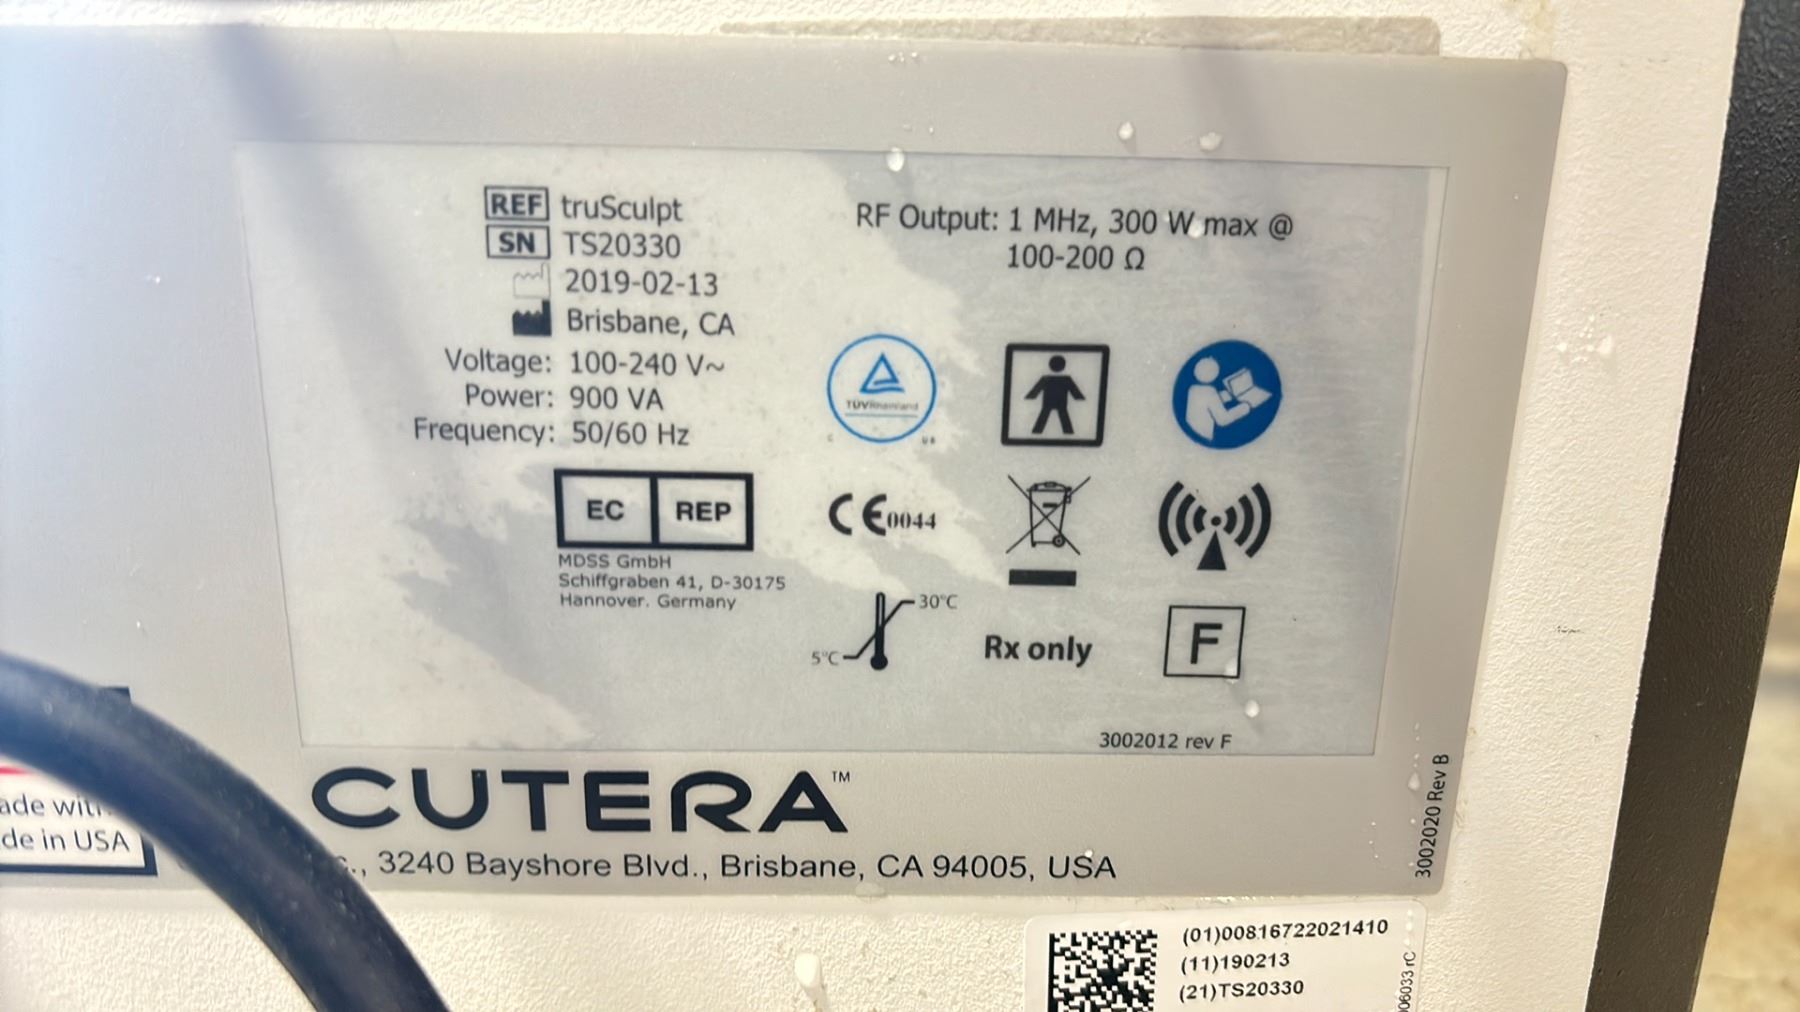 REF truSculpt
SN TS20330
2019-02-13
Brisbane, CA
Voltage: 100-240 V~
Power: 900 VA
Frequency: 50/60 Hz
EC REP
MDSS GmbH
Schiffgraben 41, D-30175
Hannover. Germany
RF Output: 1 MHz, 300 W max @
100-200 Ω
TÜVRheinland
C US
CE0044
30°C
5°C
Rx only
F
3002012 rev F
3002020 Rev B
CUTERA™
., 3240 Bayshore Blvd., Brisbane, CA 94005, USA
in USA
(01)00816722021410
(11)190213
(21)TS20330